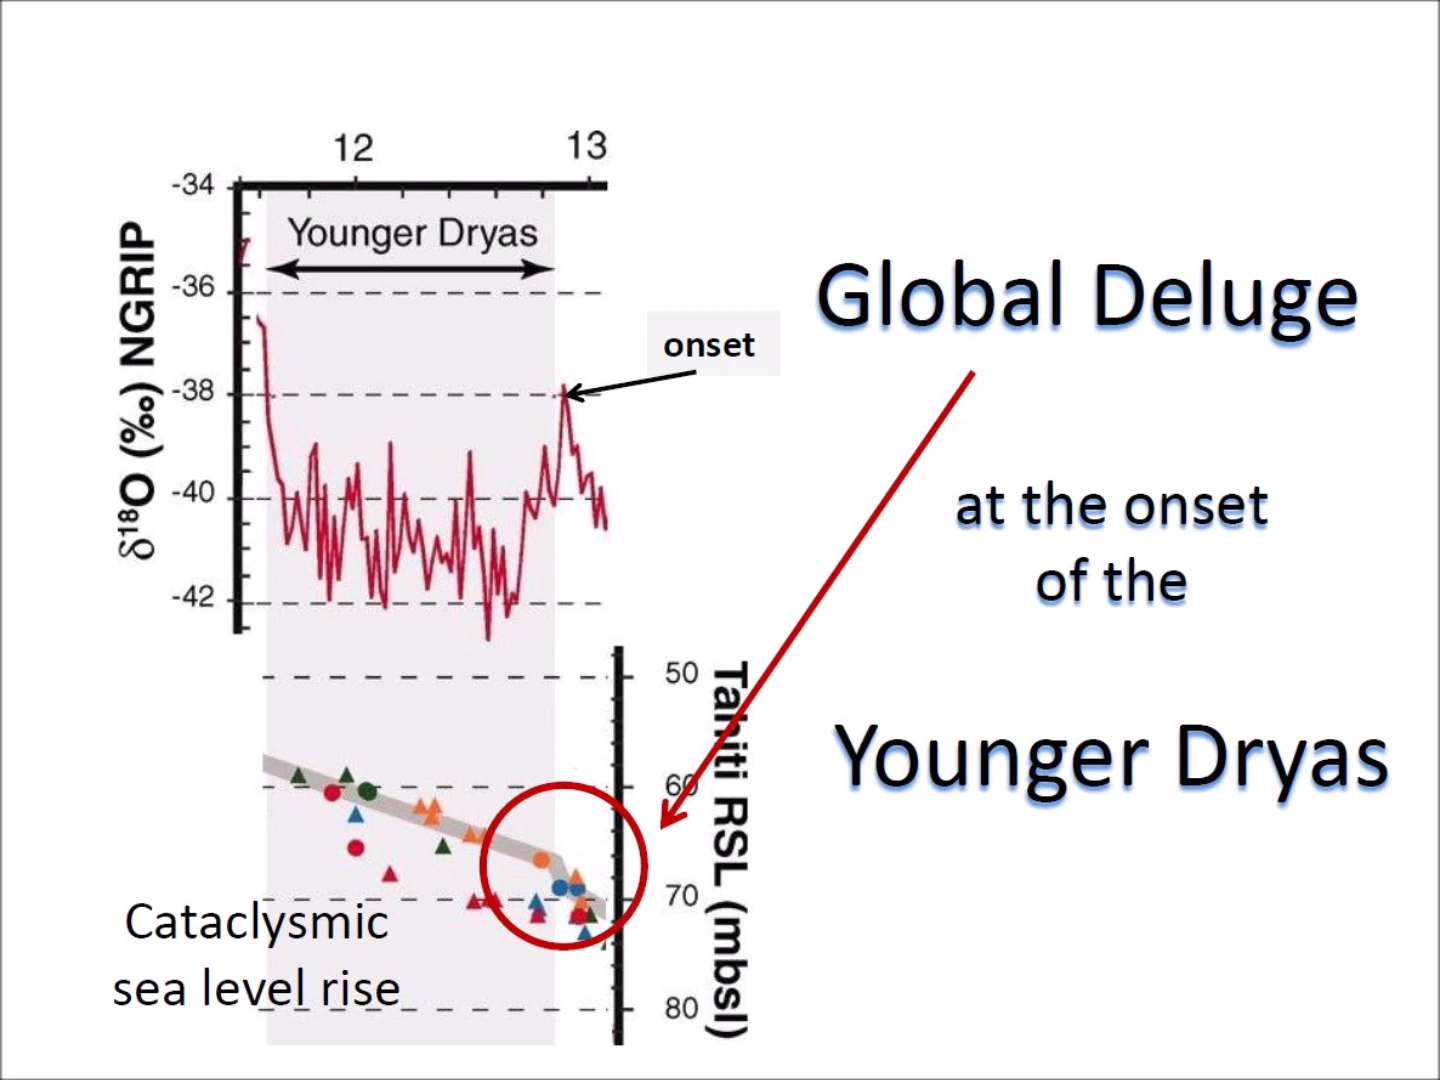 12
13
-34
Younger Dryas
-36
-38
-40
-42
δ¹⁸O (‰) NGRIP
onset
Global Deluge
at the onset
of the
Younger Dryas
50
60
70
80
Tahiti RSL (mbsl)
Cataclysmic
sea level rise